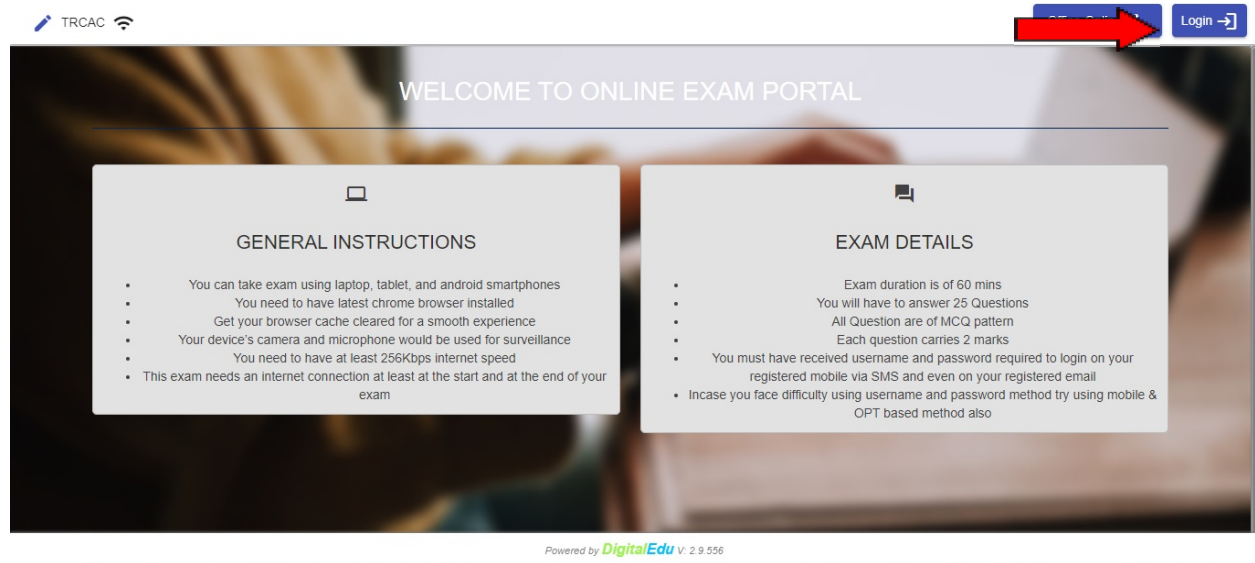 TRCAC
Login
WELCOME TO ONLINE EXAM PORTAL
GENERAL INSTRUCTIONS
• You can take exam using laptop, tablet, and android smartphones
• You need to have latest chrome browser installed
• Get your browser cache cleared for a smooth experience
• Your device's camera and microphone would be used for surveillance
• You need to have at least 256Kbps internet speed
• This exam needs an internet connection at least at the start and at the end of your
exam
EXAM DETAILS
• Exam duration is of 60 mins
• You will have to answer 25 Questions
• All Question are of MCQ pattern
• Each question carries 2 marks
• You must have received username and password required to login on your
registered mobile via SMS and even on your registered email
• Incase you face difficulty using username and password method try using mobile &
OPT based method also
Powered by DigitalEdu V: 2.9.556